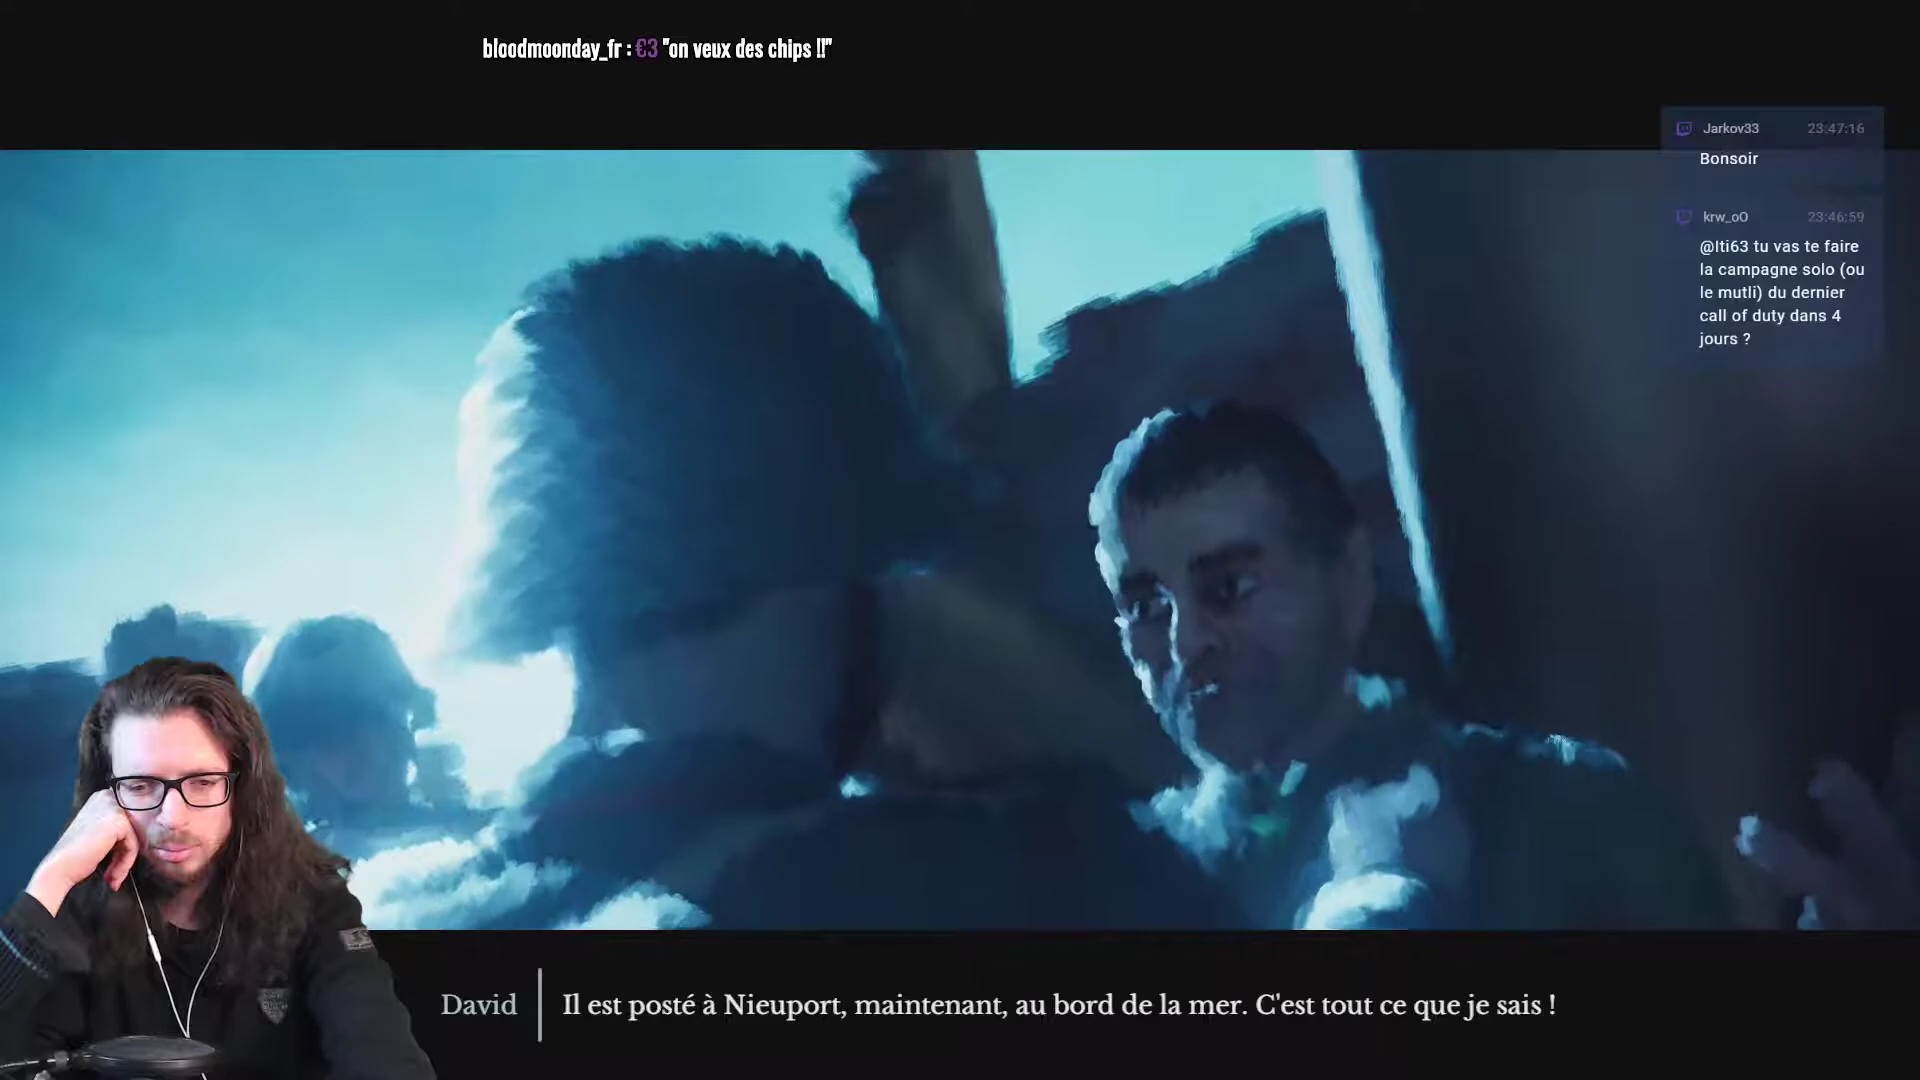 bloodmoonday_fr : €3 "on veux des chips !!"
Jarkov33 23:47:16
Bonsoir
krw_oO 23:46:59
@Iti63 tu vas te faire
la campagne solo (ou
le mutli) du dernier
call of duty dans 4
jours ?
David Il est posté à Nieuport, maintenant, au bord de la mer. C'est tout ce que je sais !